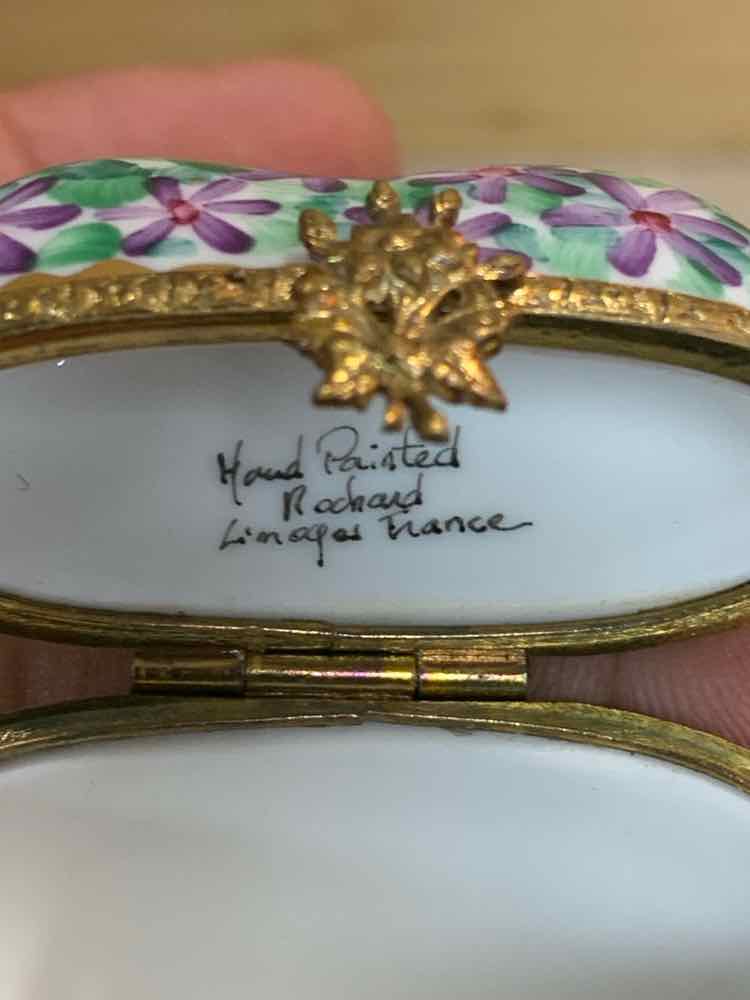 Hand Painted
Rochard
Limoges France